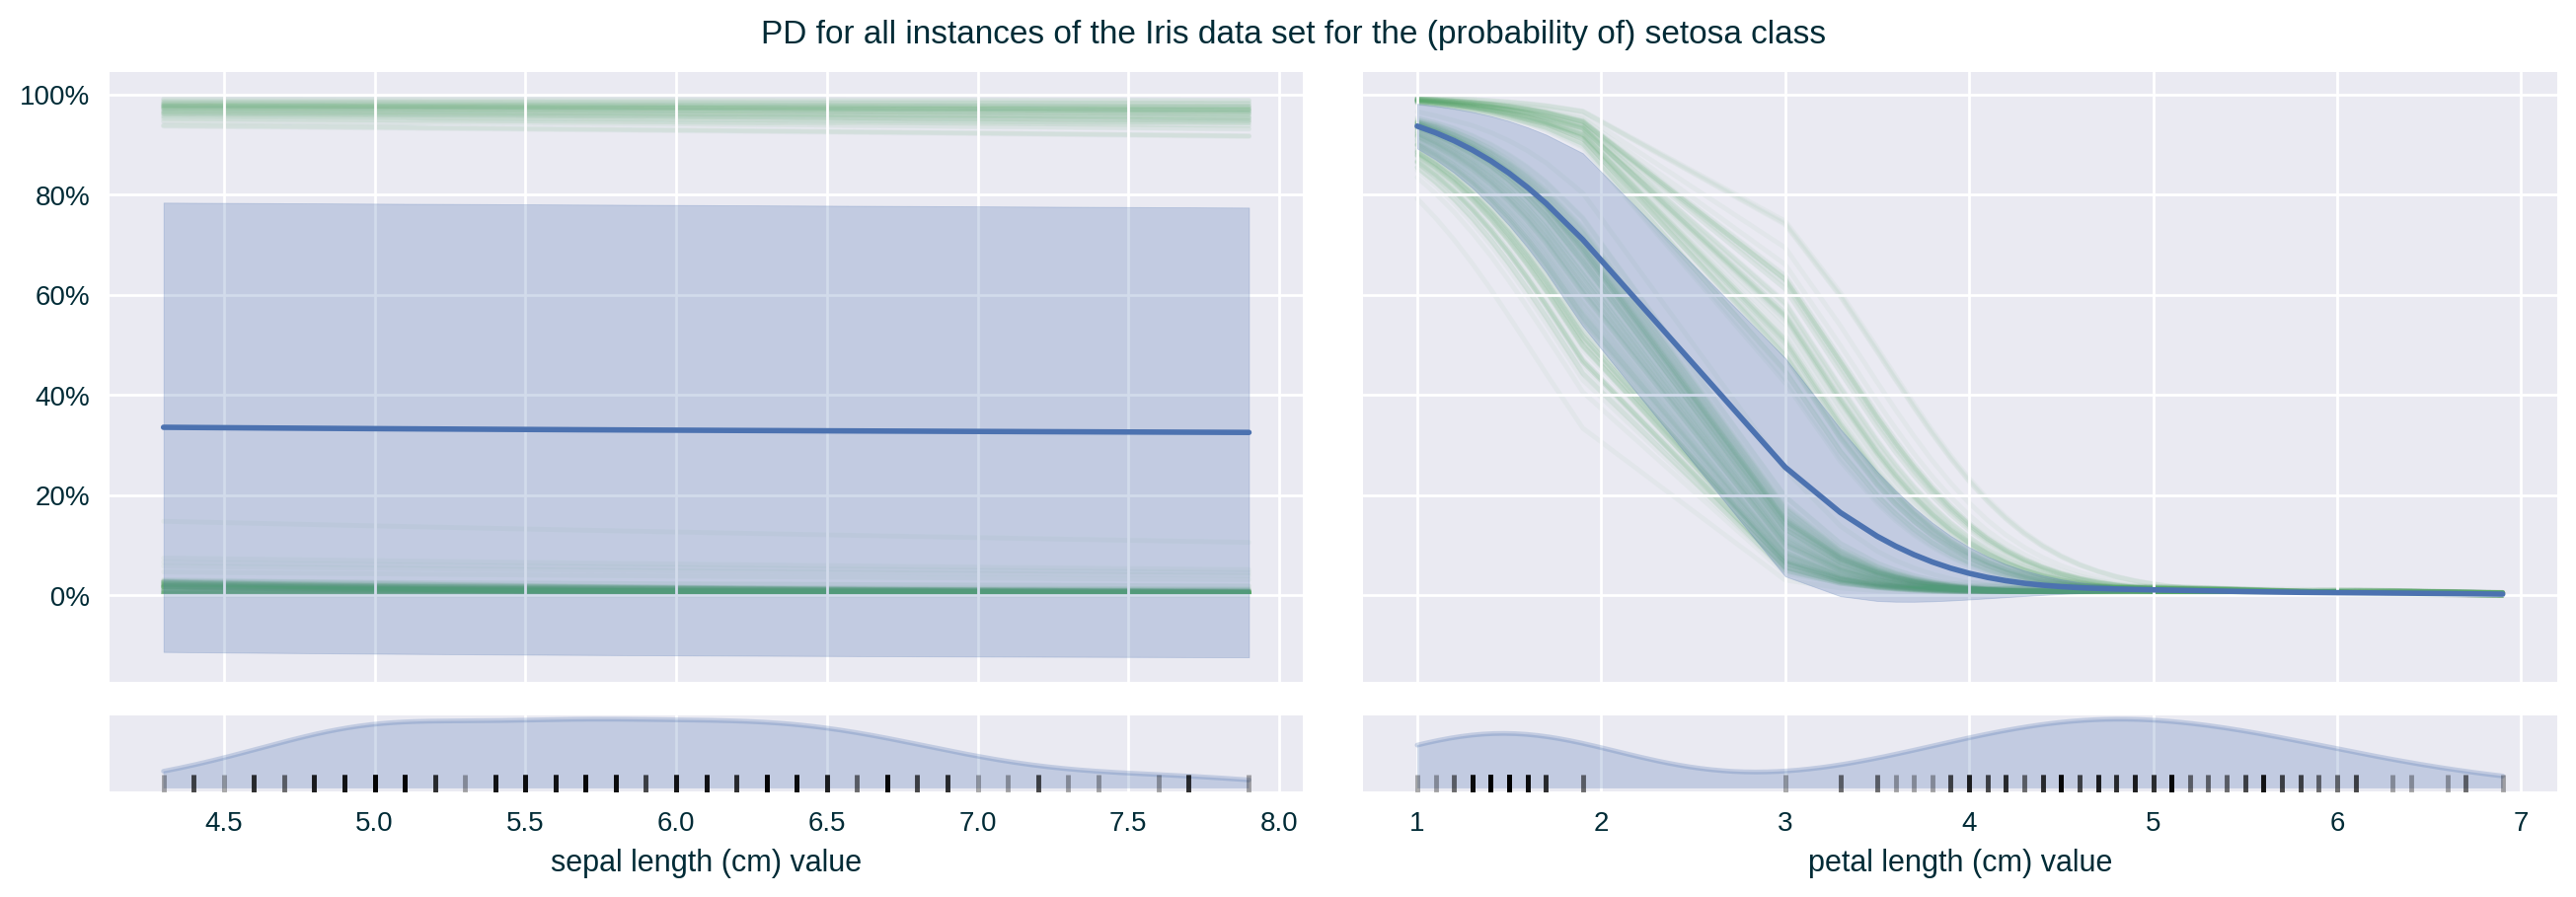 PD for all instances of the Iris data set for the (probability of) setosa class
100%
80%
60%
40%
20%
0%
4.5 5.0 5.5 6.0 6.5 7.0 7.5 8.0
1 2 3 4 5 6 7
sepal length (cm) value
petal length (cm) value